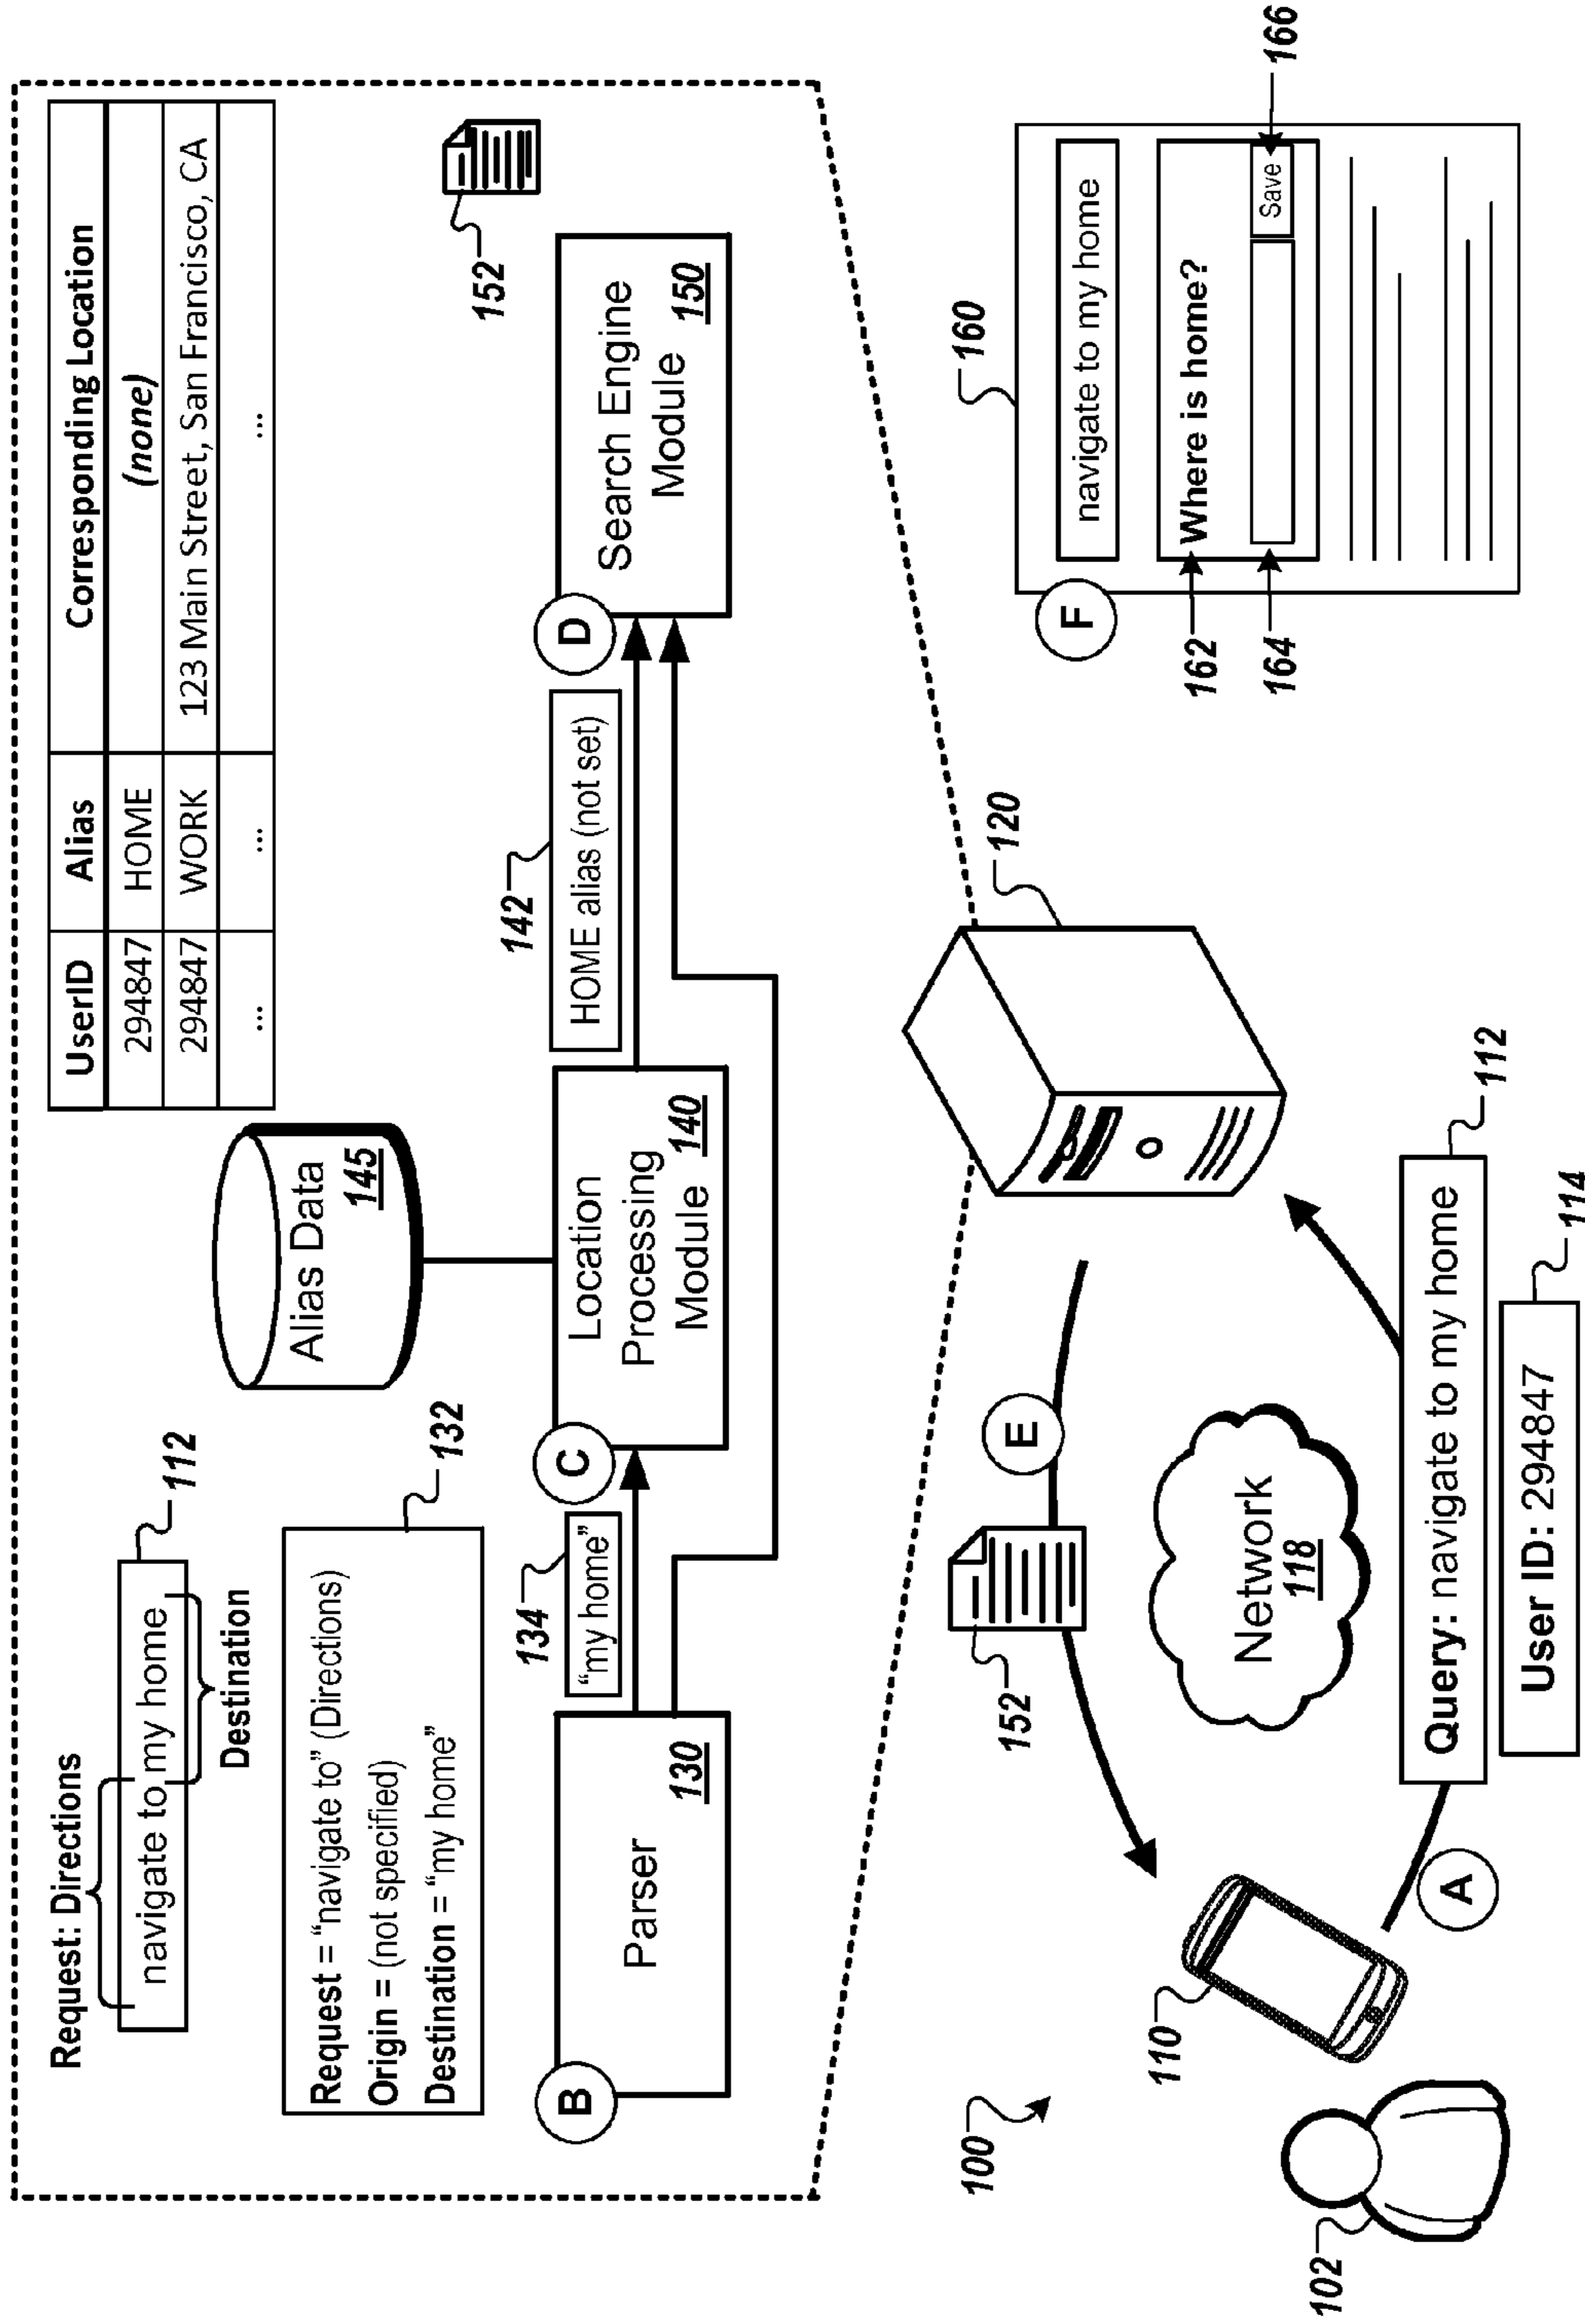 Request: Directions
navigate to my home
112
Destination
132
Request = “navigate to” (Directions)
Origin = (not specified)
Destination = “my home”
Alias Data
145
UserID Alias Corresponding Location
294847 HOME (none)
294847 WORK 123 Main Street, San Francisco, CA
... ... ...
B
Parser
130
134
“my home”
C
Location
Processing
Module 140
142
HOME alias (not set)
D
Search Engine
Module 150
152
100
102
110
152
E
120
Network
118
A
Query: navigate to my home
112
User ID: 294847
114
F
160
navigate to my home
162
Where is home?
164
Save
166